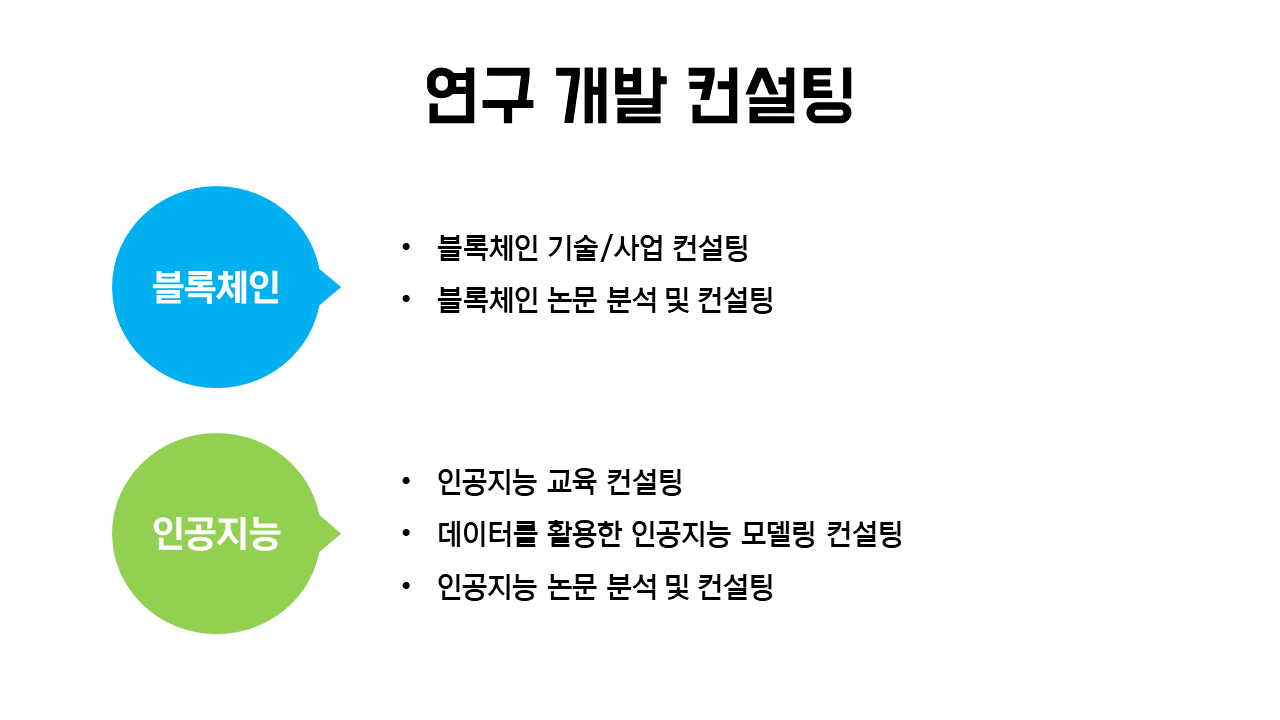 연구 개발 컨설팅
블록체인
• 블록체인 기술/사업 컨설팅
• 블록체인 논문 분석 및 컨설팅
인공지능
• 인공지능 교육 컨설팅
• 데이터를 활용한 인공지능 모델링 컨설팅
• 인공지능 논문 분석 및 컨설팅